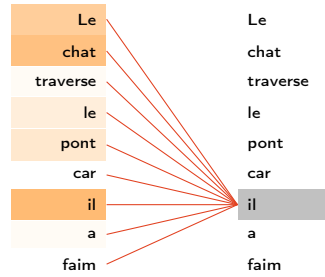 Le Le
chat chat
traverse traverse
le le
pont pont
car car
il il
a a
faim faim